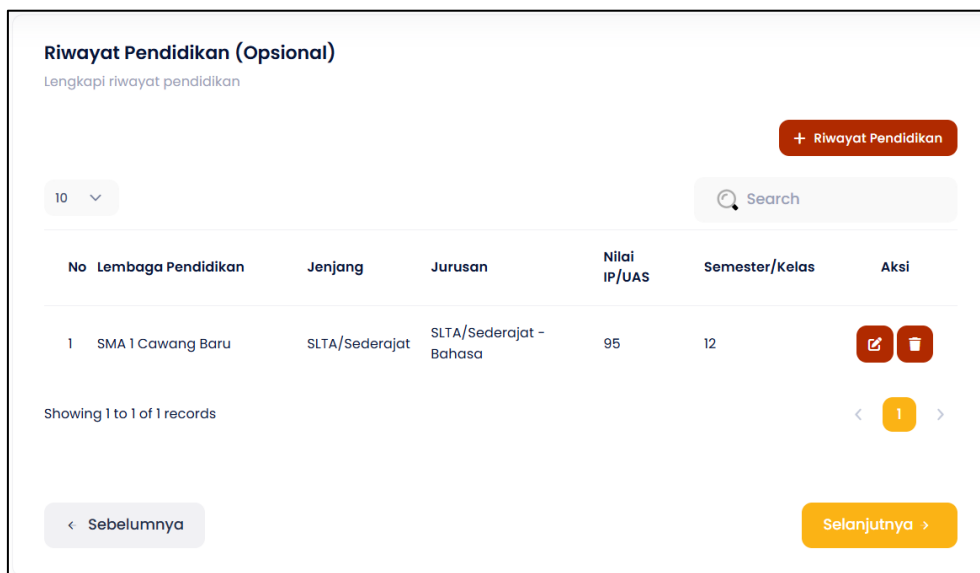 Riwayat Pendidikan (Opsional)
Lengkapi riwayat pendidikan
+ Riwayat Pendidikan
10
Search
No Lembaga Pendidikan Jenjang Jurusan Nilai IP/UAS Semester/Kelas Aksi
1 SMA 1 Cawang Baru SLTA/Sederajat SLTA/Sederajat - Bahasa 95 12
Showing 1 to 1 of 1 records
1
Sebelumnya
Selanjutnya